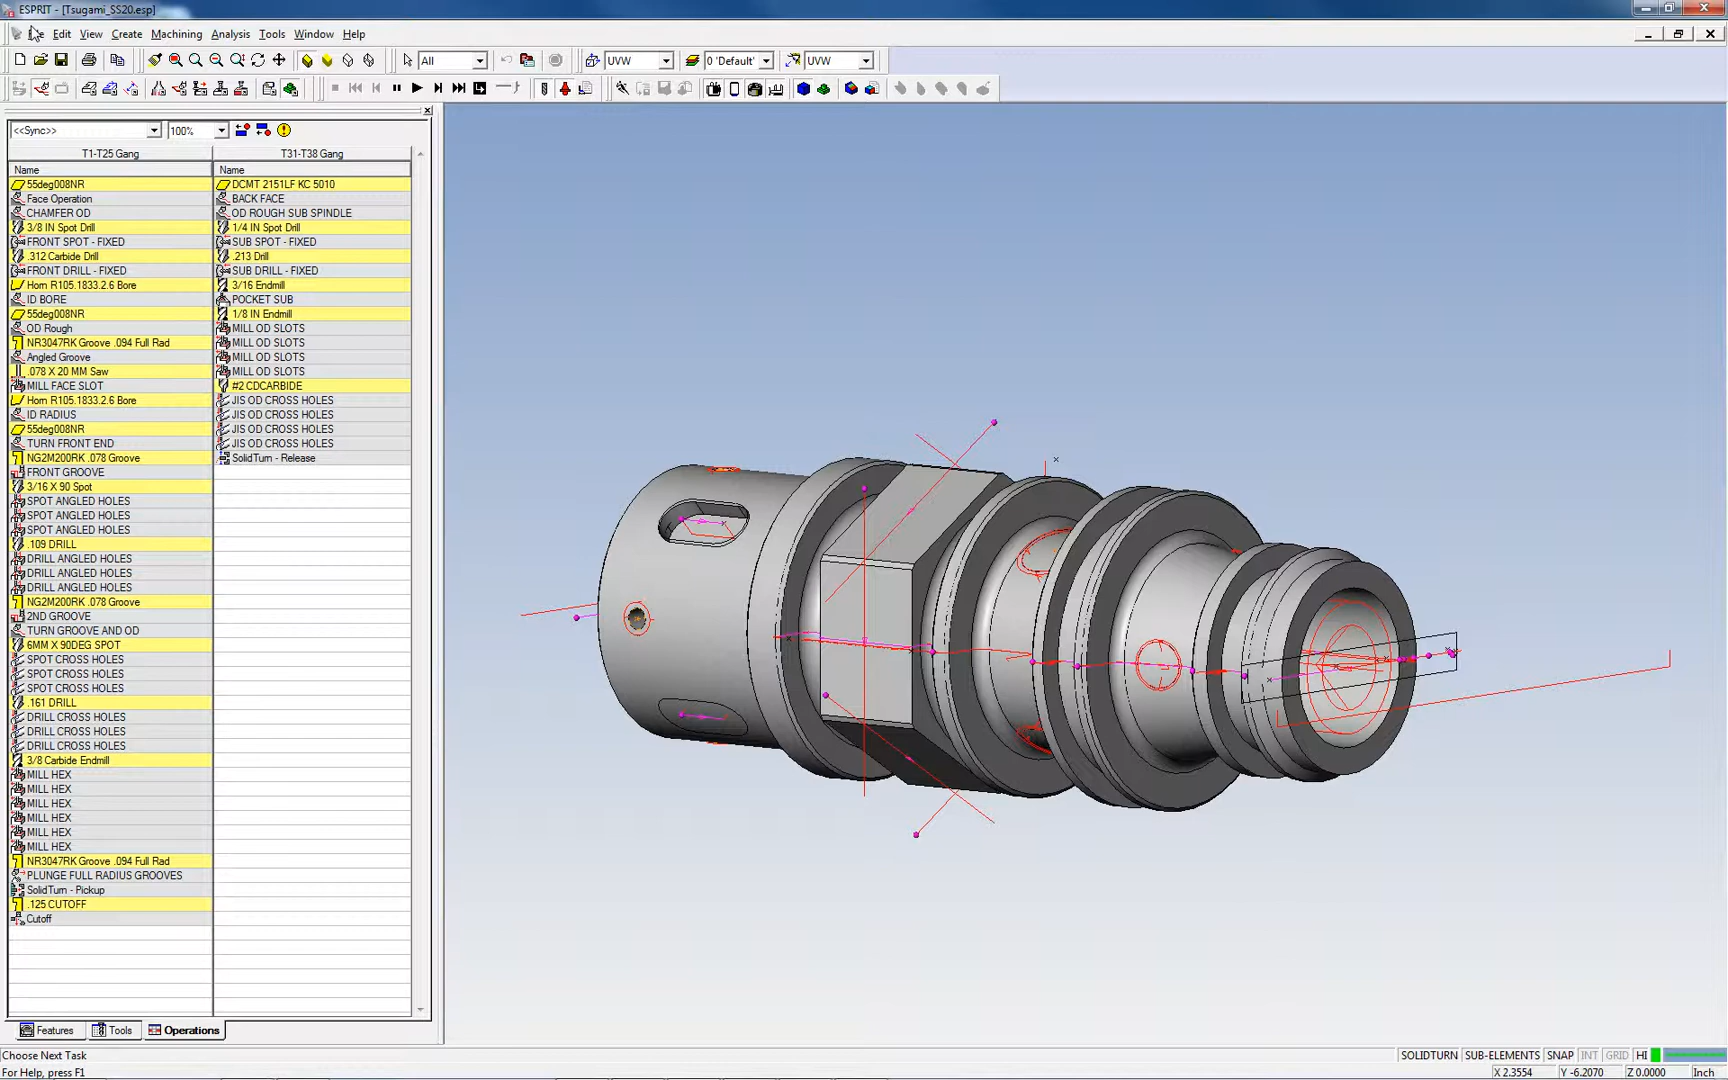 ESPRIT - [Tsugami_SS20.esp]
Edit View Create Machining Analysis Tools Window Help
All UVW 0 'Default' UVW
<<Sync>> 100%
T1-T25 Gang T31-T38 Gang
Name Name
55deg008NR DCMT 2151LF KC 5010
Face Operation BACK FACE
CHAMFER OD OD ROUGH SUB SPINDLE
3/8 IN Spot Drill 1/4 IN Spot Drill
FRONT SPOT - FIXED SUB SPOT - FIXED
.312 Carbide Drill .213 Drill
FRONT DRILL - FIXED SUB DRILL - FIXED
Horn R105.1833.2.6 Bore 3/16 Endmill
ID BORE POCKET SUB
55deg008NR 1/8 IN Endmill
OD Rough MILL OD SLOTS
NR3047RK Groove .094 Full Rad MILL OD SLOTS
Angled Groove MILL OD SLOTS
.078 X 20 MM Saw MILL OD SLOTS
MILL FACE SLOT #2 CDCARBIDE
Horn R105.1833.2.6 Bore JIS OD CROSS HOLES
ID RADIUS JIS OD CROSS HOLES
55deg008NR JIS OD CROSS HOLES
TURN FRONT END JIS OD CROSS HOLES
NG2M200RK .078 Groove SolidTurn - Release
FRONT GROOVE
3/16 X 90 Spot
SPOT ANGLED HOLES
SPOT ANGLED HOLES
SPOT ANGLED HOLES
.109 DRILL
DRILL ANGLED HOLES
DRILL ANGLED HOLES
DRILL ANGLED HOLES
NG2M200RK .078 Groove
2ND GROOVE
TURN GROOVE AND OD
6MM X 90DEG SPOT
SPOT CROSS HOLES
SPOT CROSS HOLES
SPOT CROSS HOLES
.161 DRILL
DRILL CROSS HOLES
DRILL CROSS HOLES
DRILL CROSS HOLES
3/8 Carbide Endmill
MILL HEX
MILL HEX
MILL HEX
MILL HEX
MILL HEX
MILL HEX
NR3047RK Groove .094 Full Rad
PLUNGE FULL RADIUS GROOVES
SolidTurn - Pickup
.125 CUTOFF
Cutoff
Features Tools Operations
Choose Next Task SOLIDTURN SUB-ELEMENTS SNAP INT GRID HI
For Help, press F1 X 2.3554 Y -6.2070 Z 0.0000 Inch